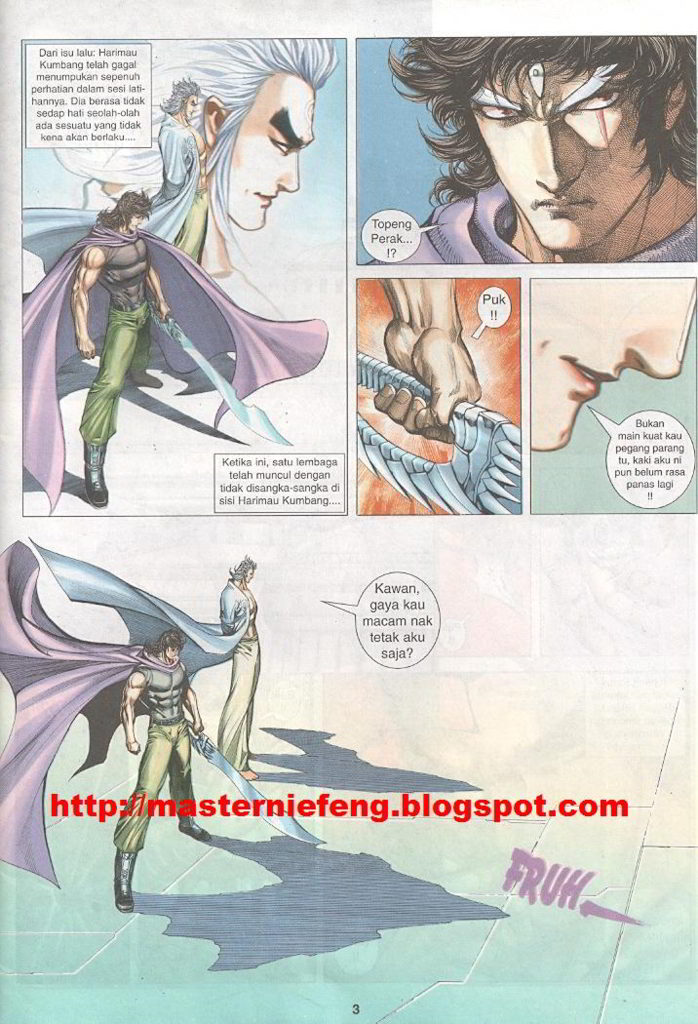 Dari isu lalu: Harimau
Kumbang telah gagal
menumpukan sepenuh
perhatian dalam sesi lati-
hannya. Dia berasa tidak
sedap hati seolah-olah
ada sesuatu yang tidak
kena akan berlaku....
Topeng
Perak...
!?
Ketika ini, satu lembaga
telah muncul dengan
tidak disangka-sangka di
sisi Harimau Kumbang....
Puk
!!
Bukan
main kuat kau
pegang parang
tu, kaki aku ni
pun belum rasa
panas lagi
!!
Kawan,
gaya kau
macam nak
tetak aku
saja?
http://masterniefeng.blogspot.com
FRUH
3